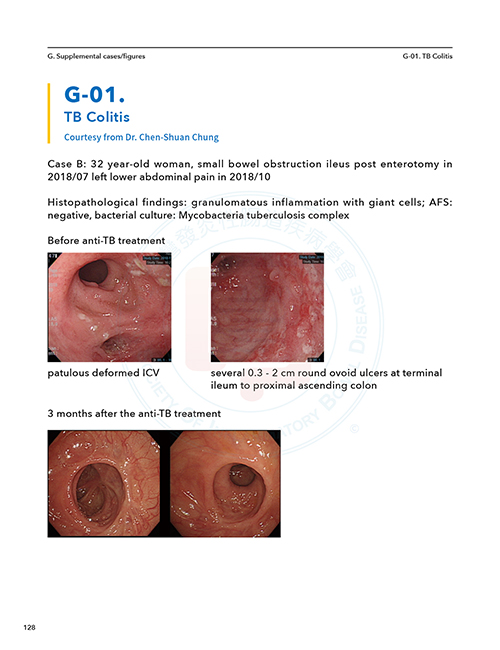 G. Supplemental cases/figures
G-01. TB Colitis
G-01.
TB Colitis
Courtesy from Dr. Chen-Shuan Chung
Case B: 32 year-old woman, small bowel obstruction ileus post enterotomy in
2018/07 left lower abdominal pain in 2018/10
Histopathological findings: granulomatous inflammation with giant cells; AFS:
negative, bacterial culture: Mycobacteria tuberculosis complex
Before anti-TB treatment
patulous deformed ICV
several 0.3 - 2 cm round ovoid ulcers at terminal
ileum to proximal ascending colon
3 months after the anti-TB treatment
128